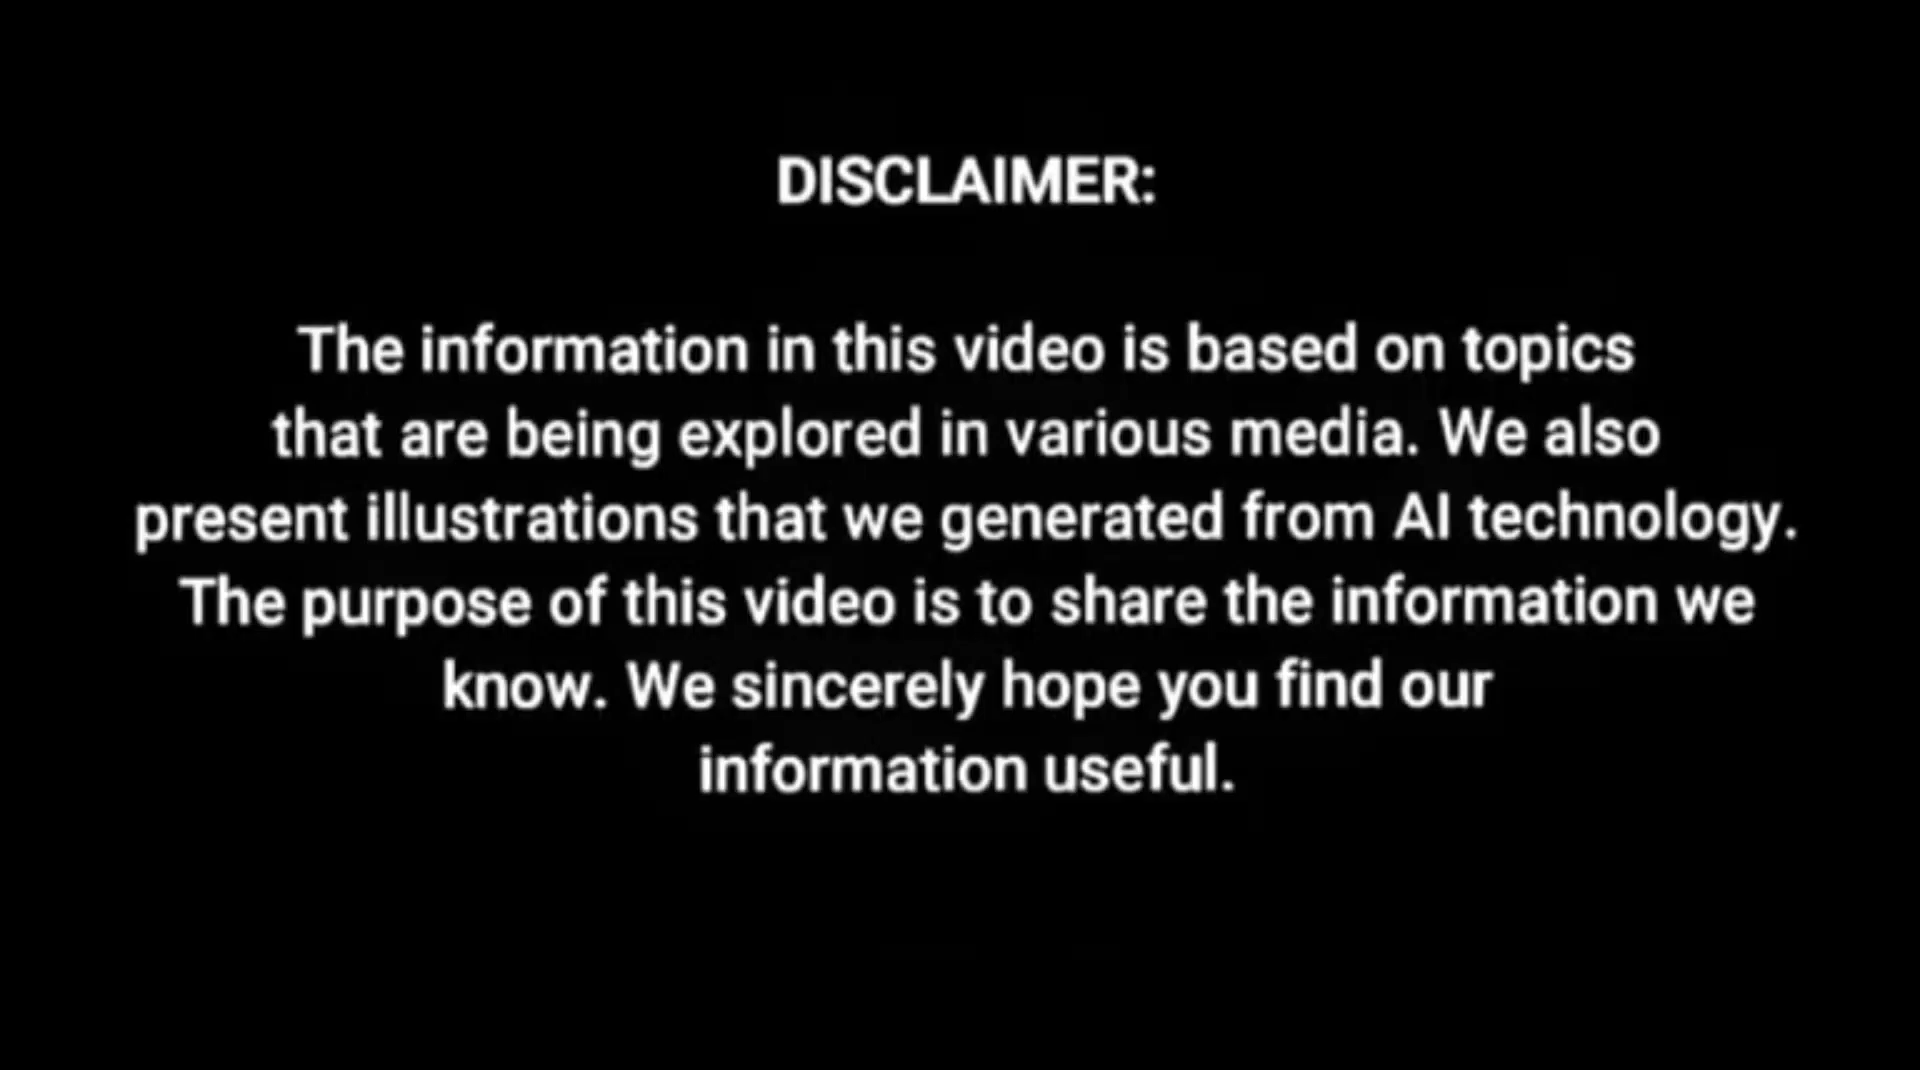 DISCLAIMER:
The information in this video is based on topics
that are being explored in various media. We also
present illustrations that we generated from AI technology.
The purpose of this video is to share the information we
know. We sincerely hope you find our
information useful.